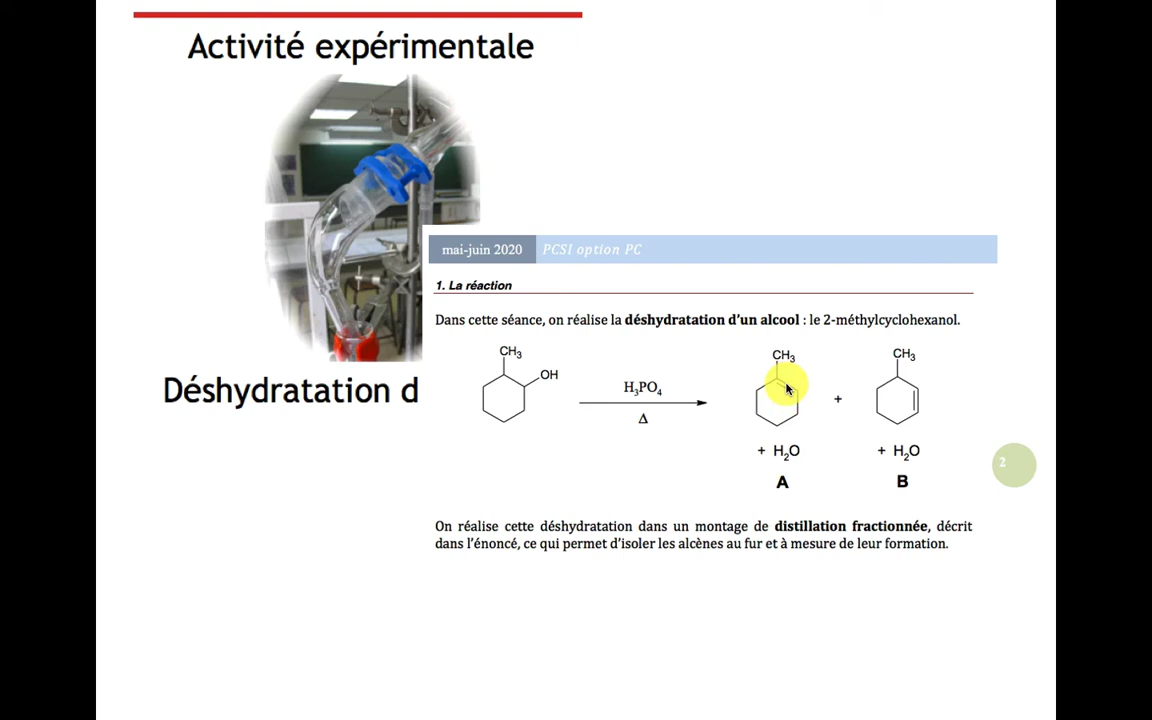 Activité expérimentale
mai-juin 2020 PCSI option PC
1. La réaction
Dans cette séance, on réalise la déshydratation d'un alcool : le 2-méthylcyclohexanol.
CH3
OH
H3PO4
Δ
CH3
+
CH3
+ H2O
+ H2O
A
B
Déshydratation d
2
On réalise cette déshydratation dans un montage de distillation fractionnée, décrit
dans l'énoncé, ce qui permet d'isoler les alcènes au fur et à mesure de leur formation.